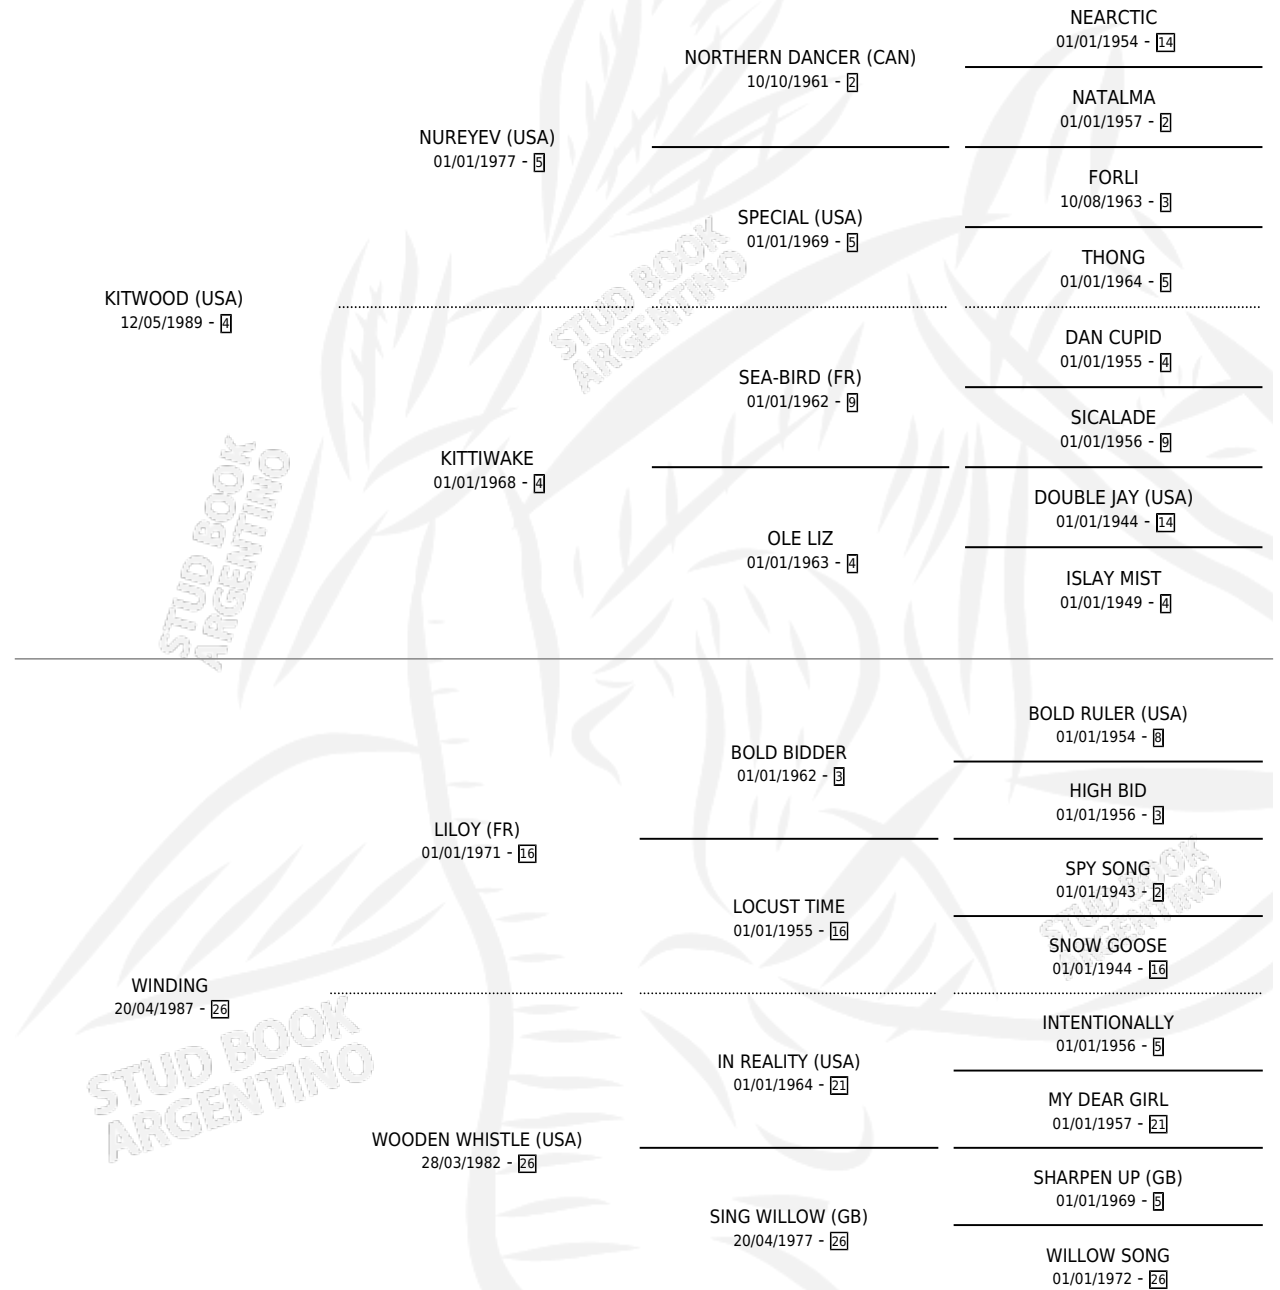 KITWOOD (USA)
12/05/1989 - 4
NUREYEV (USA)
01/01/1977 - 5
NORTHERN DANCER (CAN)
10/10/1961 - 2
NEARCTIC
01/01/1954 - 14
NATALMA
01/01/1957 - 2
SPECIAL (USA)
01/01/1969 - 5
FORLI
10/08/1963 - 3
THONG
01/01/1964 - 5
KITTIWAKE
01/01/1968 - 4
SEA-BIRD (FR)
01/01/1962 - 9
DAN CUPID
01/01/1955 - 4
SICALADE
01/01/1956 - 9
OLE LIZ
01/01/1963 - 4
DOUBLE JAY (USA)
01/01/1944 - 14
ISLAY MIST
01/01/1949 - 4
WINDING
20/04/1987 - 26
LILOY (FR)
01/01/1971 - 16
BOLD BIDDER
01/01/1962 - 3
BOLD RULER (USA)
01/01/1954 - 8
HIGH BID
01/01/1956 - 3
LOCUST TIME
01/01/1955 - 16
SPY SONG
01/01/1943 - 2
SNOW GOOSE
01/01/1944 - 16
WOODEN WHISTLE (USA)
28/03/1982 - 26
IN REALITY (USA)
01/01/1964 - 21
INTENTIONALLY
01/01/1956 - 5
MY DEAR GIRL
01/01/1957 - 21
SING WILLOW (GB)
20/04/1977 - 26
SHARPEN UP (GB)
01/01/1969 - 5
WILLOW SONG
01/01/1972 - 26
STUD BOOK
ARGENTINO
STUD BOOK
ARGENTINO
STUD BOOK
ARGENTINO
STUD BOOK
ARGENTINO